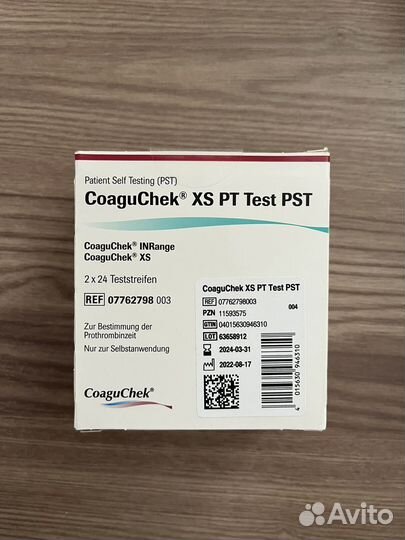 Patient Self Testing (PST)
CoaguChek® XS PT Test PST
CoaguChek® INRange
CoaguChek® XS
2 x 24 Teststreifen
REF 07762798 003
Zur Bestimmung der
Prothrombinzeit
Nur zur Selbstanwendung
CoaguChek®
CoaguChek XS PT Test PST
REF 07762798003
004
PZN 11593575
GTIN 04015630946310
LOT 63658912
2024-03-31
2022-08-17
4 015630 946310
Avito